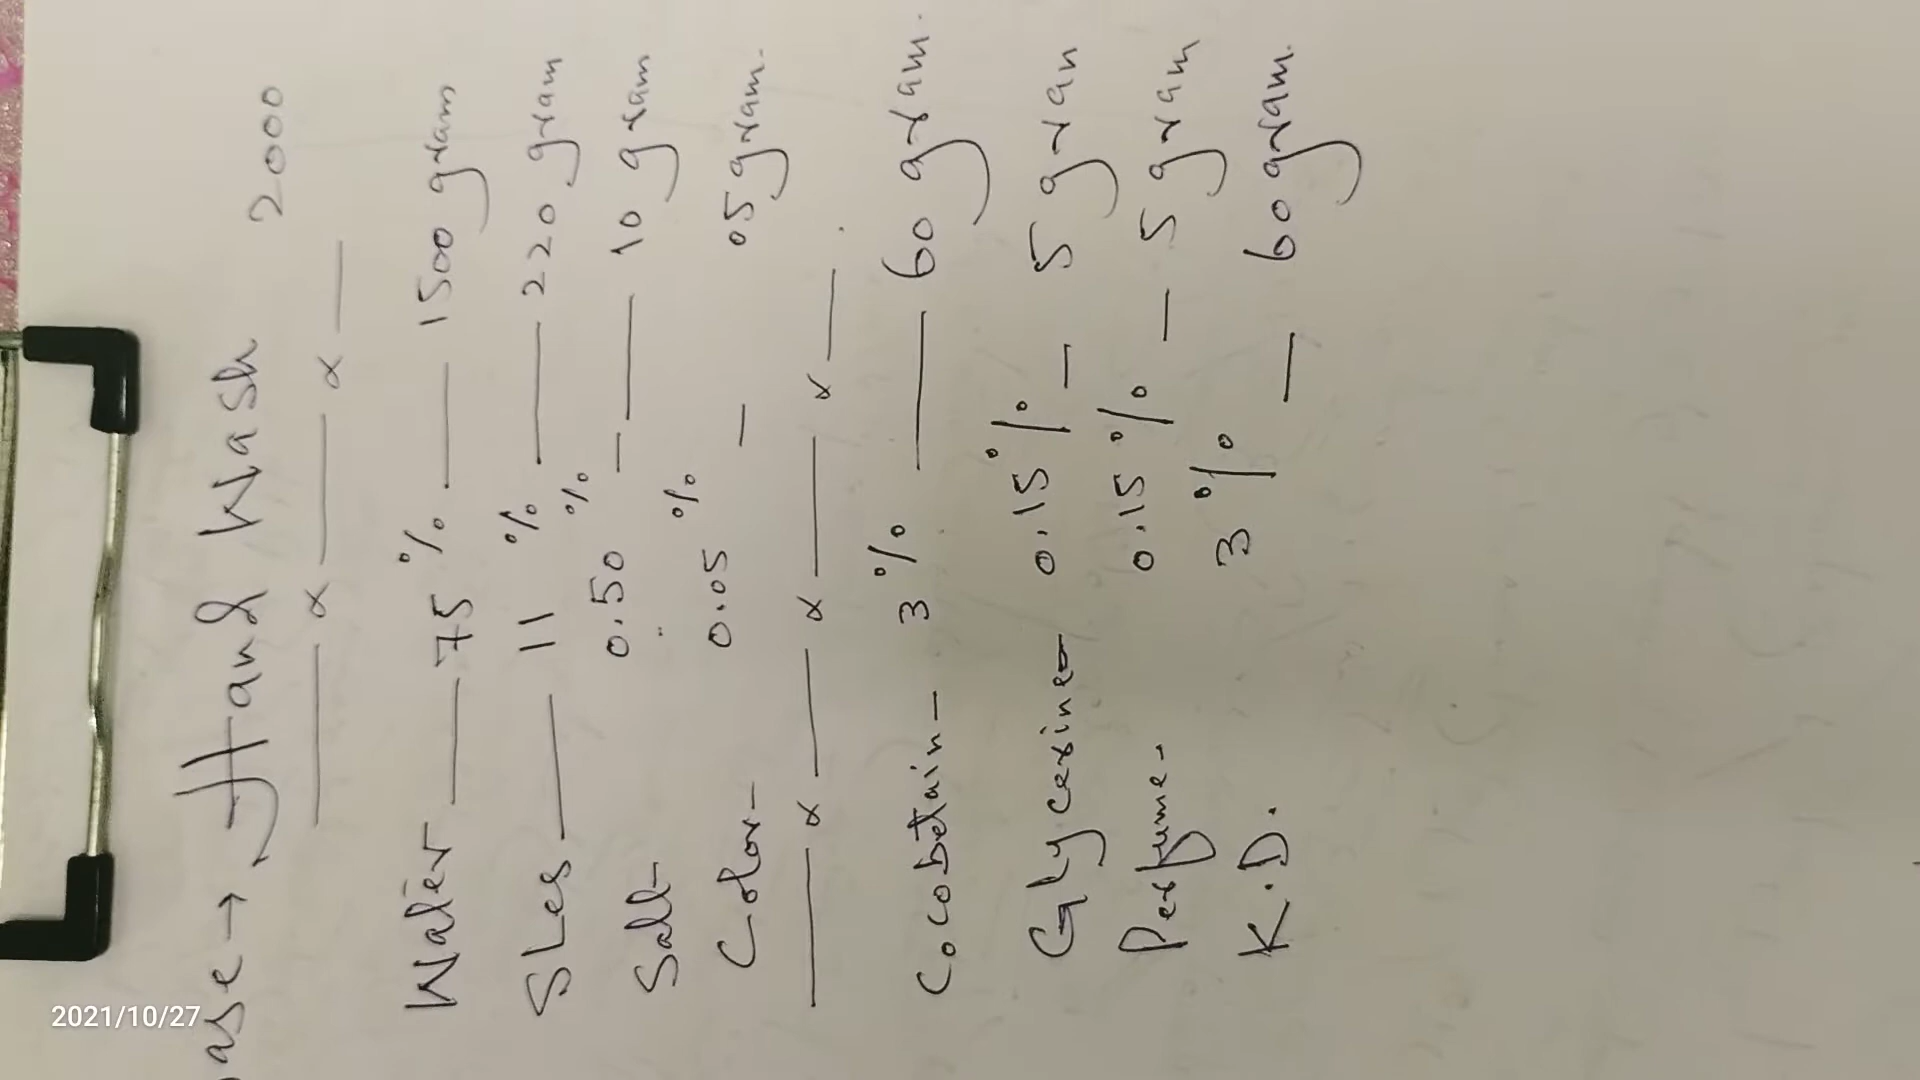 Hand Wash 2000
— x — x —
Water — 75 % — 1500 gram
SLes — 11 % — 220 gram
Salt - 0.50 % — 10 gram
Color - 0.05 % - 05 gram.
— x — x — x —
Cocobetain - 3 % — 60 gram.
Glycerine - 0.15 % - 5 gram
Perfume - 0.15 % - 5 gram
K.D. 3 % - 60 gram.
2021/10/27